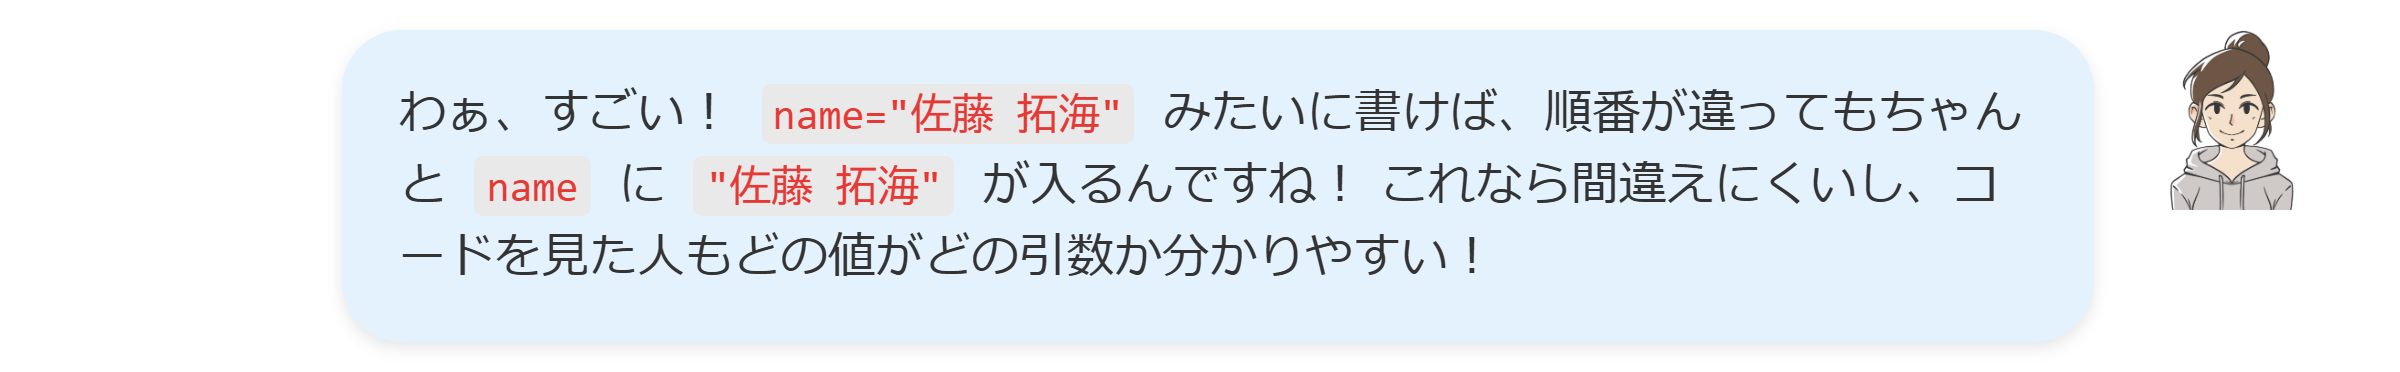 わぁ、すごい！ name="佐藤 拓海" みたいに書けば、順番が違ってもちゃん
と name に "佐藤 拓海" が入るんですね！ これなら間違えにくいし、コ
ードを見た人もどの値がどの引数か分かりやすい！